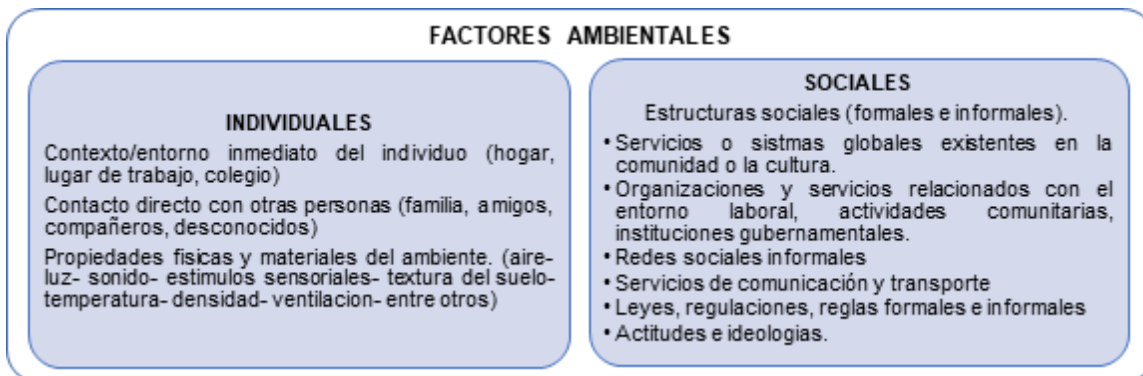 FACTORES AMBIENTALES
INDIVIDUALES
Contexto/entorno inmediato del individuo (hogar,
lugar de trabajo, colegio)
Contacto directo con otras personas (familia, amigos,
compañeros, desconocidos)
Propiedades fisicas y materiales del ambiente. (aire-
luz- sonido- estimulos sensoriales- textura del suelo-
temperatura- densidad- ventilacion- entre otros)
SOCIALES
Estructuras sociales (formales e informales).
• Servicios o sistmas globales existentes en la
comunidad o la cultura.
• Organizaciones y servicios relacionados con el
entorno laboral, actividades comunitarias,
instituciones gubernamentales.
• Redes sociales informales
• Servicios de comunicación y transporte
• Leyes, regulaciones, reglas formales e informales
• Actitudes e ideologias.